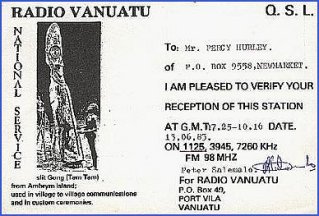 RADIO VANUATU
Q. S. L.
NATIONAL SERVICE
To: Mr. PERCY HURLEY.
of P.O. BOX 9558,NEWMARKET.
I AM PLEASED TO VERIFY YOUR
RECEPTION OF THIS STATION
AT G.M.T:7.25-10.16 DATE.
13.06.85.
ON 1125, 3945, 7260 KHz
FM 98 MHZ
For RADIO VANUATU
P.O. Box 49,
PORT VILA
VANUATU
slit Gong (Tam Tam)
from Ambrym Island;
used in village to village communications
and in custom ceremonies.